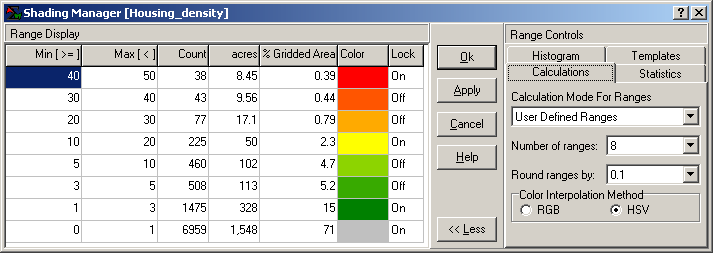 Shading Manager [Housing_density]
Range Display
Min [ >= ] Max [ < ] Count acres % Gridded Area Color Lock
40 50 38 8.45 0.39 On
30 40 43 9.56 0.44 Off
20 30 77 17.1 0.79 Off
10 20 225 50 2.3 On
5 10 460 102 4.7 Off
3 5 508 113 5.2 Off
1 3 1475 328 15 On
0 1 6959 1,548 71 On
Ok
Apply
Cancel
Help
<< Less
Range Controls
Histogram Templates
Calculations Statistics
Calculation Mode For Ranges
User Defined Ranges
Number of ranges: 8
Round ranges by: 0.1
Color Interpolation Method
RGB HSV